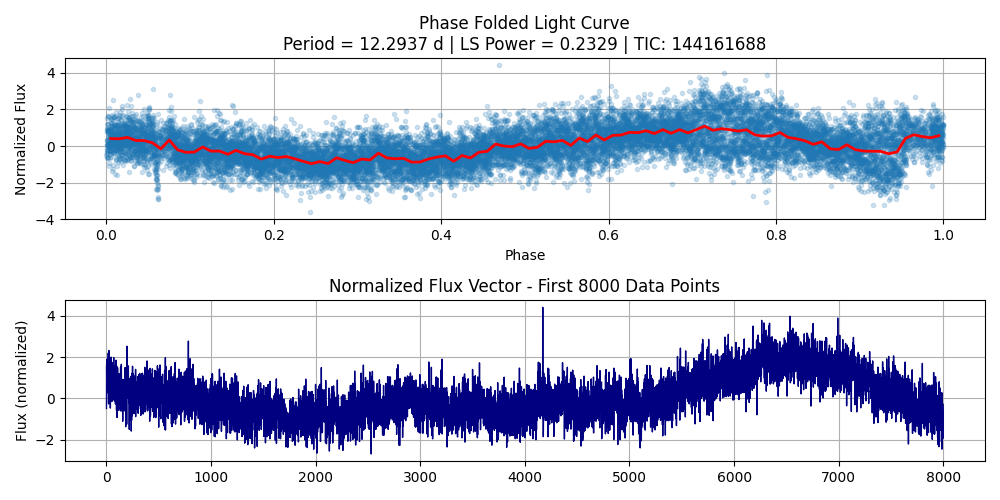 Phase Folded Light Curve
Period = 12.2937 d | LS Power = 0.2329 | TIC: 144161688
Normalized Flux
4
2
0
−2
−4
0.0 0.2 0.4 0.6 0.8 1.0
Phase
Normalized Flux Vector - First 8000 Data Points
Flux (normalized)
4
2
0
−2
0 1000 2000 3000 4000 5000 6000 7000 8000